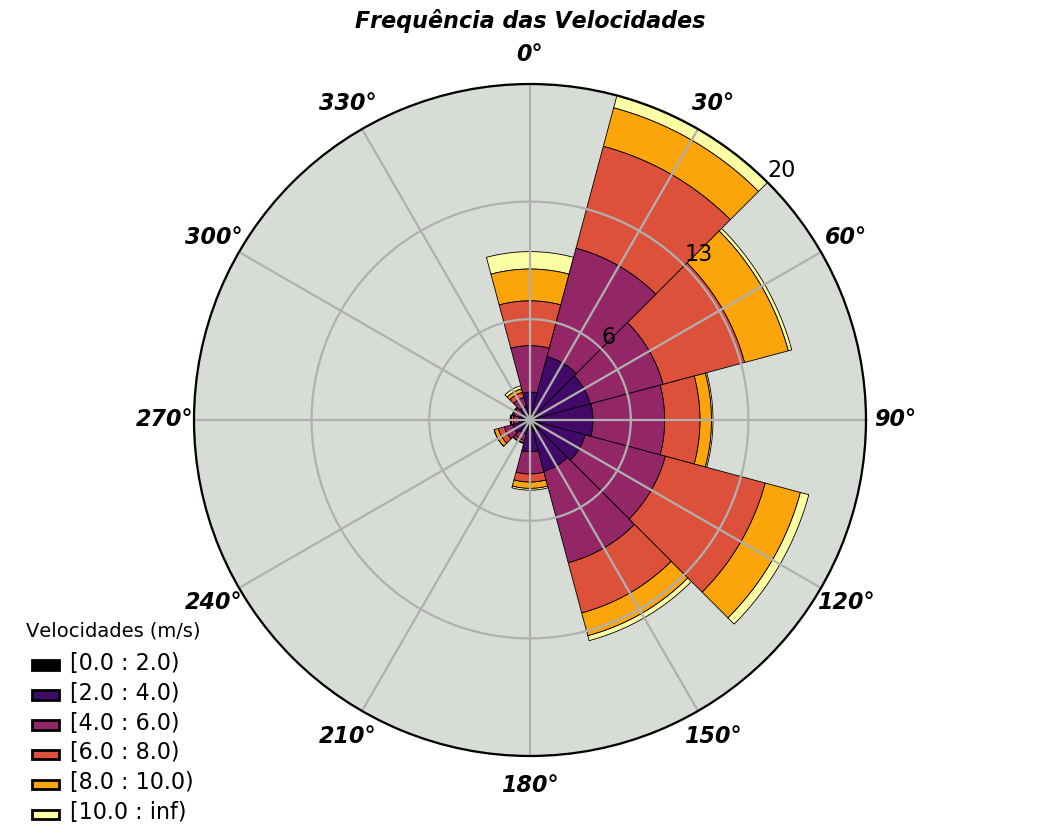 Frequência das Velocidades
0°
330°
30°
20
300°
60°
13
6
270°
90°
240°
120°
210°
150°
180°
Velocidades (m/s)
[0.0 : 2.0)
[2.0 : 4.0)
[4.0 : 6.0)
[6.0 : 8.0)
[8.0 : 10.0)
[10.0 : inf)